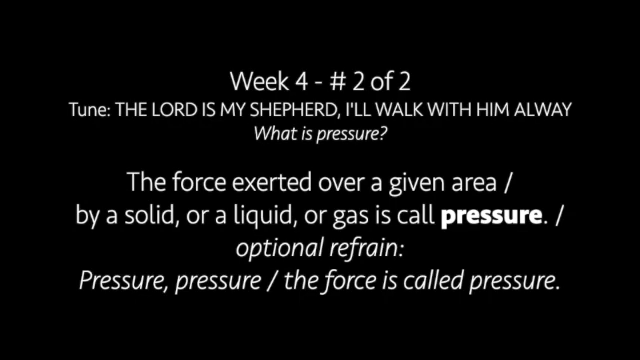 Week 4 - # 2 of 2
Tune: THE LORD IS MY SHEPHERD, I'LL WALK WITH HIM ALWAY
What is pressure?
The force exerted over a given area /
by a solid, or a liquid, or gas is call pressure. /
optional refrain:
Pressure, pressure / the force is called pressure.